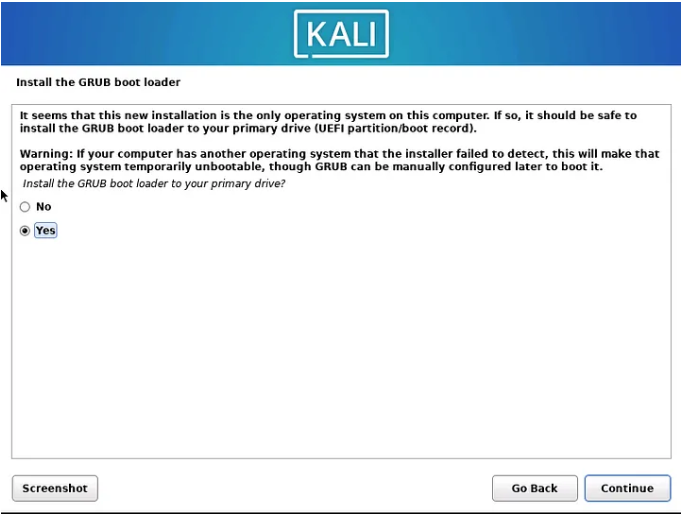 KALI
Install the GRUB boot loader
It seems that this new installation is the only operating system on this computer. If so, it should be safe to
install the GRUB boot loader to your primary drive (UEFI partition/boot record).
Warning: If your computer has another operating system that the installer failed to detect, this will make that
operating system temporarily unbootable, though GRUB can be manually configured later to boot it.
Install the GRUB boot loader to your primary drive?
No
Yes
Screenshot
Go Back
Continue